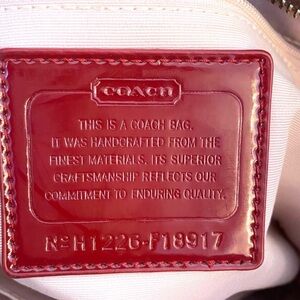 COACH
THIS IS A COACH BAG.
IT WAS HANDCRAFTED FROM THE
FINEST MATERIALS. ITS SUPERIOR
CRAFTSMANSHIP REFLECTS OUR
COMMITMENT TO ENDURING QUALITY.
Nº H1226-F18917